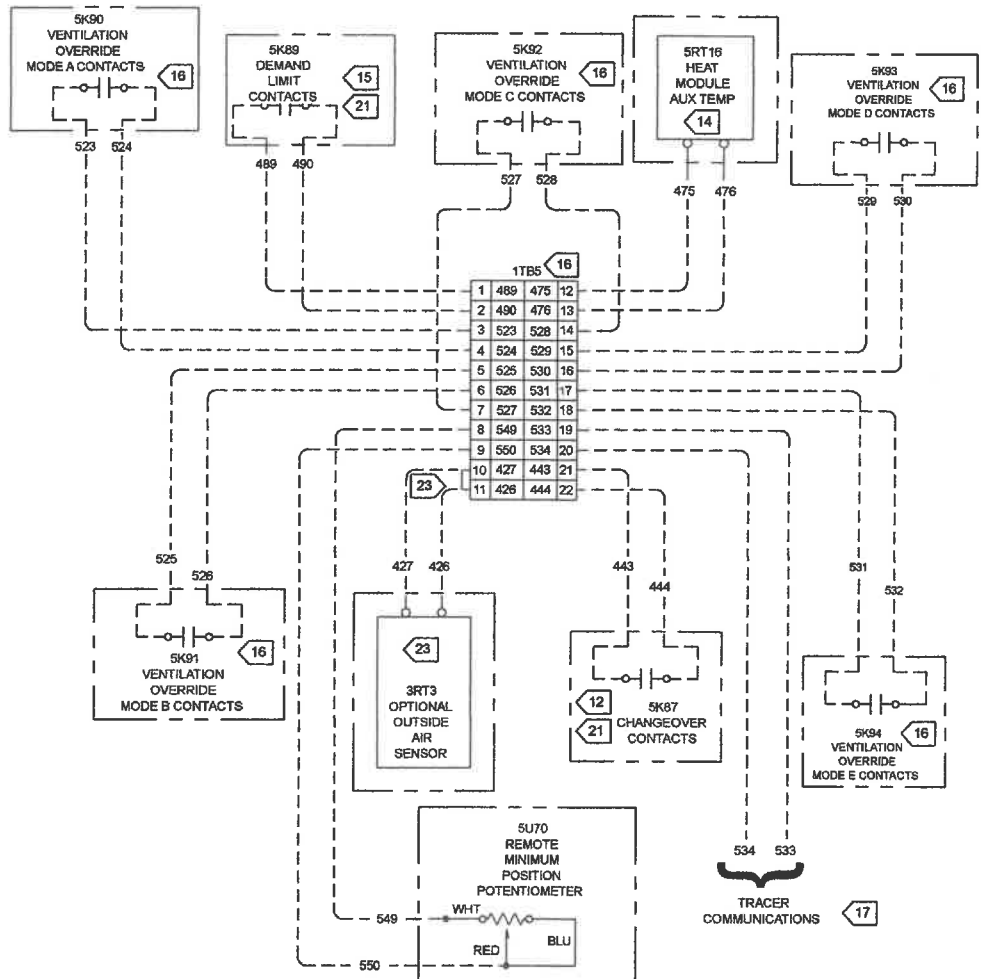 5K90
VENTILATION
OVERRIDE
MODE A CONTACTS
16
523
524
5K89
DEMAND
LIMIT
CONTACTS
15
21
489
490
5K92
VENTILATION
OVERRIDE
MODE C CONTACTS
16
527
528
5RT16
HEAT
MODULE
AUX TEMP
14
475
476
5K93
VENTILATION
OVERRIDE
MODE D CONTACTS
16
529
530
1TB5
16
1 489 475 12
2 490 476 13
3 523 528 14
4 524 529 15
5 525 530 16
6 526 531 17
7 527 532 18
8 549 533 19
9 550 534 20
10 427 443 21
11 426 444 22
23
525
526
5K91
VENTILATION
OVERRIDE
MODE B CONTACTS
16
427
426
23
3RT3
OPTIONAL
OUTSIDE
AIR
SENSOR
443
444
12
21
5K87
CHANGEOVER
CONTACTS
531
532
5K94
VENTILATION
OVERRIDE
MODE E CONTACTS
16
534
533
TRACER
COMMUNICATIONS
17
5U70
REMOTE
MINIMUM
POSITION
POTENTIOMETER
549
WHT
RED
BLU
550